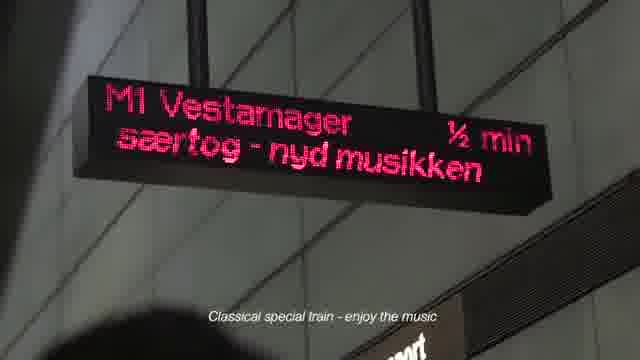 M1 Vestamager ½ min
særtog - nyd musikken
Classical special train - enjoy the music